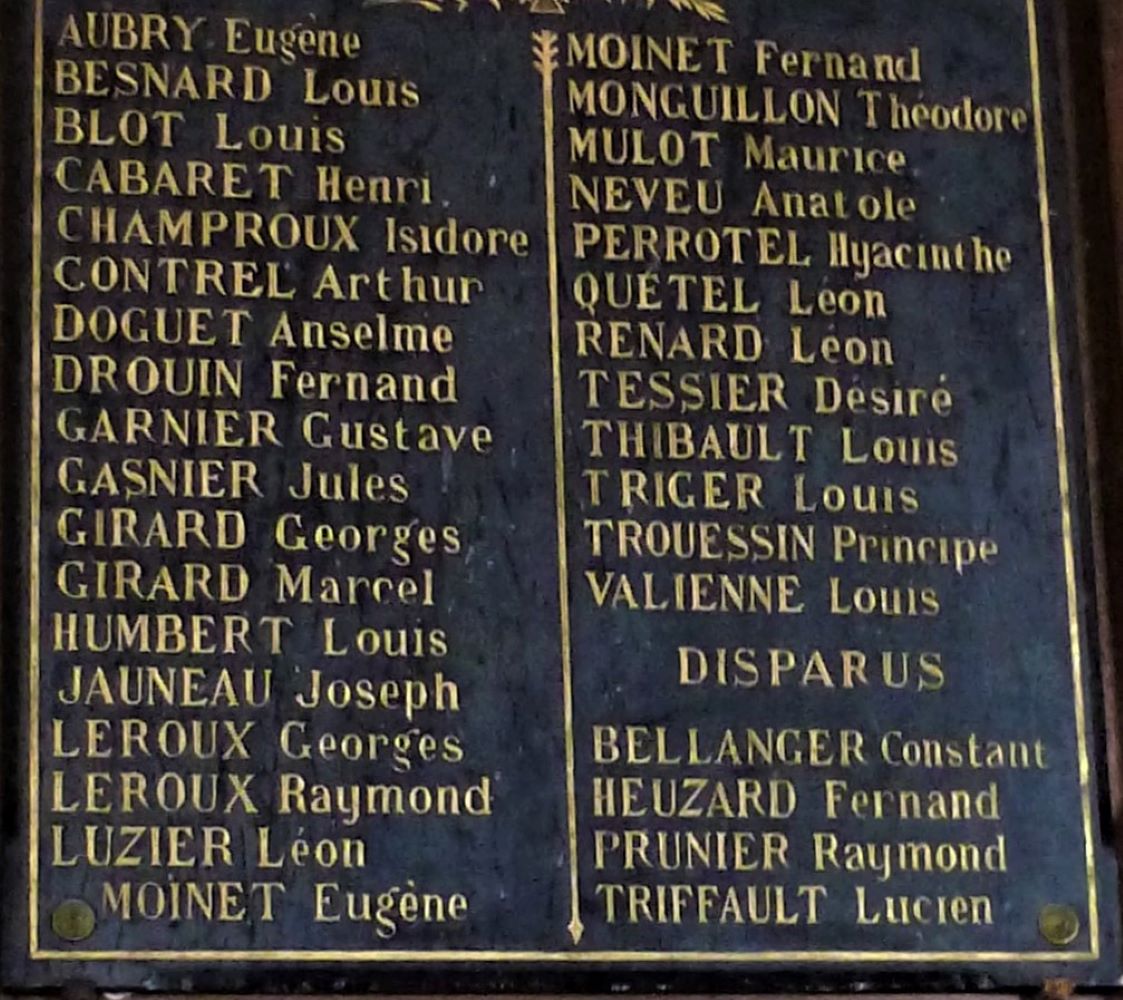 AUBRY Eugène
BESNARD Louis
BLOT Louis
CABARET Henri
CHAMPROUX Isidore
CONTREL Arthur
DOGUET Anselme
DROUIN Fernand
GARNIER Gustave
GASNIER Jules
GIRARD Georges
GIRARD Marcel
HUMBERT Louis
JAUNEAU Joseph
LEROUX Georges
LEROUX Raymond
LUZIER Léon
MOINET Eugène
MOINET Fernand
MONGUILLON Théodore
MULOT Maurice
NEVEU Anatole
PERROTEL Hyacinthe
QUÉTEL Léon
RENARD Léon
TESSIER Désiré
THIBAULT Louis
TRIGER Louis
TROUESSIN Principe
VALIENNE Louis
DISPARUS
BELLANGER Constant
HEUZARD Fernand
PRUNIER Raymond
TRIFFAULT Lucien